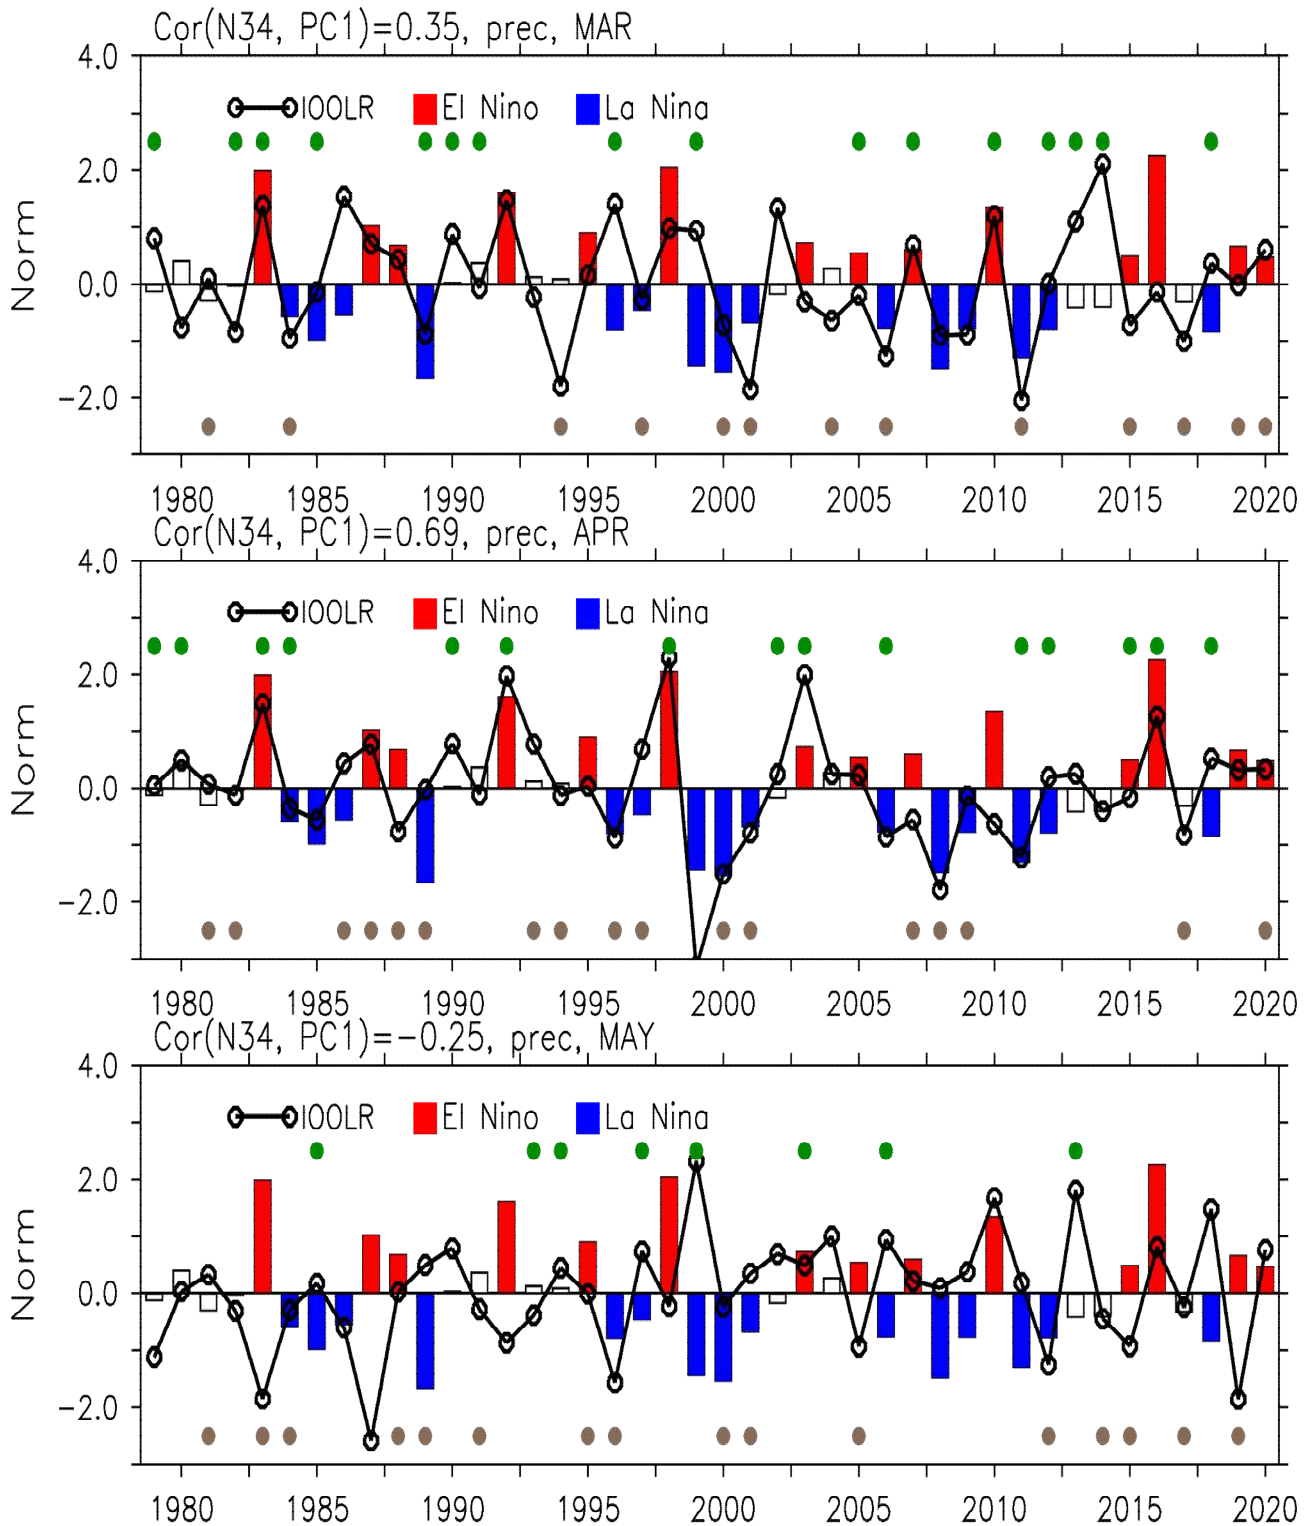 Cor(N34, PC1)=0.35, prec, MAR
4.0
IOOLR El Nino La Nina
2.0
Norm
0.0
−2.0
1980 1985 1990 1995 2000 2005 2010 2015 2020
Cor(N34, PC1)=0.69, prec, APR
4.0
IOOLR El Nino La Nina
2.0
Norm
0.0
−2.0
1980 1985 1990 1995 2000 2005 2010 2015 2020
Cor(N34, PC1)=−0.25, prec, MAY
4.0
IOOLR El Nino La Nina
2.0
Norm
0.0
−2.0
1980 1985 1990 1995 2000 2005 2010 2015 2020